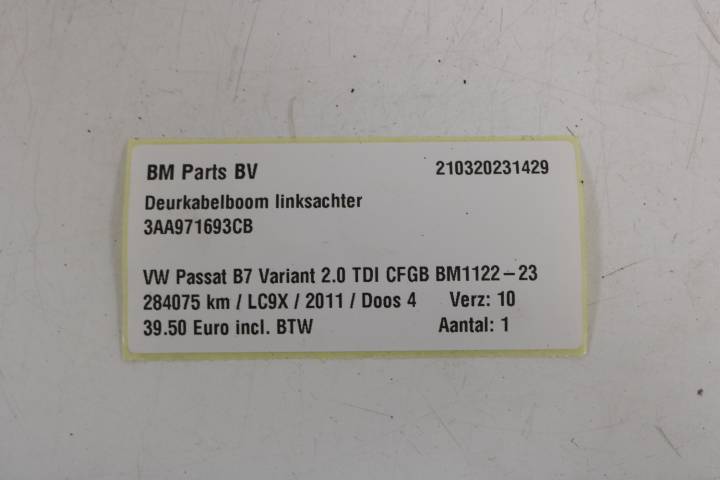 BM Parts BV 210320231429
Deurkabelboom linksachter
3AA971693CB
VW Passat B7 Variant 2.0 TDI CFGB BM1122-23
284075 km / LC9X / 2011 / Doos 4 Verz: 10
39.50 Euro incl. BTW Aantal: 1